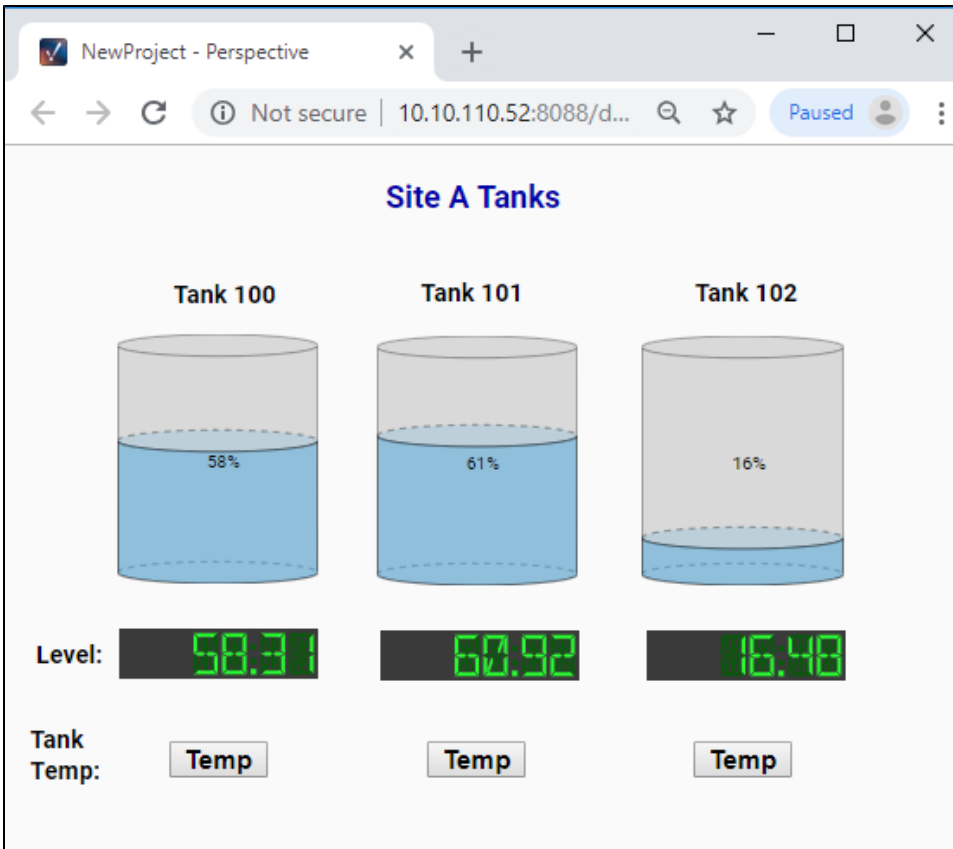 NewProject - Perspective
Not secure | 10.10.110.52:8088/d... Paused
Site A Tanks
Tank 100 Tank 101 Tank 102
58% 61% 16%
Level: 58.31 60.92 16.48
Tank
Temp: Temp Temp Temp